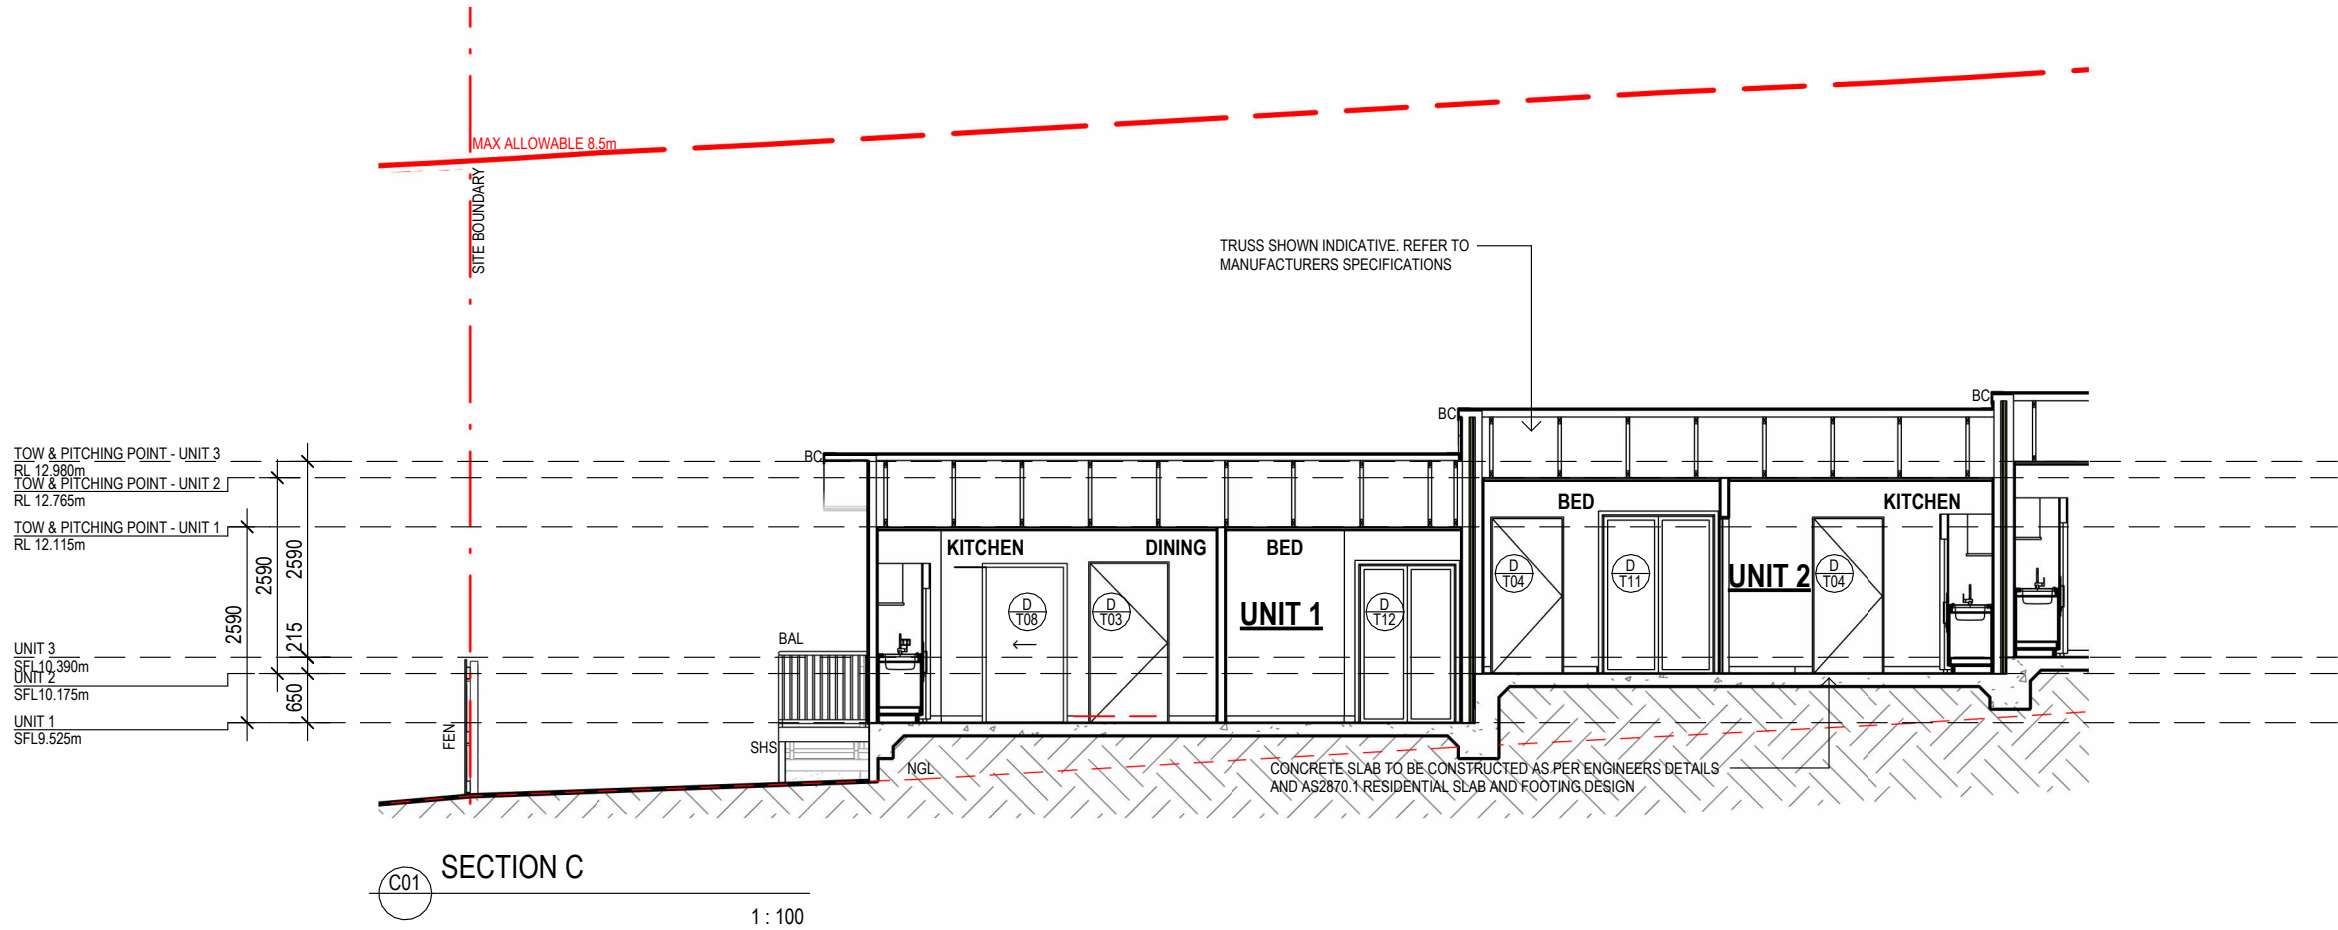 MAX ALLOWABLE 8.5m
SITE BOUNDARY
TRUSS SHOWN INDICATIVE. REFER TO
MANUFACTURERS SPECIFICATIONS
BC
BC
BC
TOW & PITCHING POINT - UNIT 3
RL 12.980m
TOW & PITCHING POINT - UNIT 2
RL 12.765m
TOW & PITCHING POINT - UNIT 1
RL 12.115m
2590
2590
2590
215
650
UNIT 3
SFL10.390m
UNIT 2
SFL10.175m
UNIT 1
SFL9.525m
FEN
BAL
SHS
KITCHEN
DINING
BED
BED
KITCHEN
D
T08
D
T03
UNIT 1
D
T12
D
T04
D
T11
UNIT 2
D
T04
NGL
CONCRETE SLAB TO BE CONSTRUCTED AS PER ENGINEERS DETAILS
AND AS2870.1 RESIDENTIAL SLAB AND FOOTING DESIGN
C01
SECTION C
1 : 100